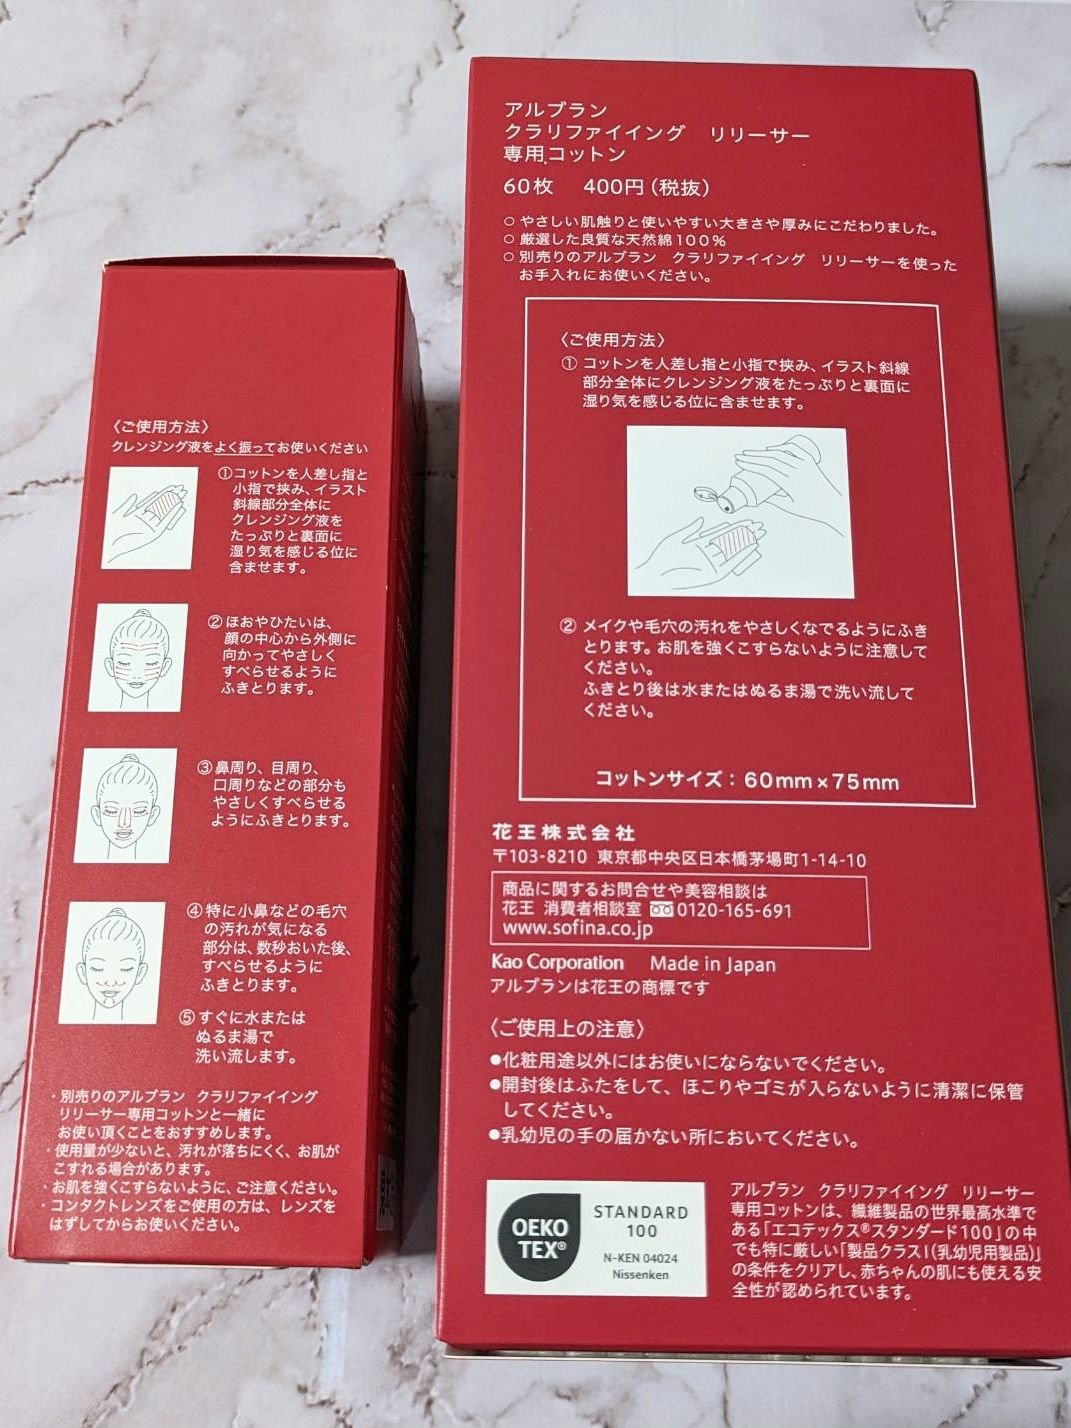 〈ご使用方法〉
クレンジング液をよく振ってお使いください
①コットンを人差し指と
小指で挟み、イラスト
斜線部分全体に
クレンジング液を
たっぷりと裏面に
湿り気を感じる位に
含ませます。
②ほおやひたいは、
顔の中心から外側に
向かってやさしく
すべらせるように
ふきとります。
③鼻周り、目周り、
口周りなどの部分も
やさしくすべらせる
ようにふきとります。
④特に小鼻などの毛穴
の汚れが気になる
部分は、数秒おいた後、
すべらせるように
ふきとります。
⑤すぐに水または
ぬるま湯で
洗い流します。
・別売りのアルブラン クラリファイイング
リリーサー専用コットンと一緒に
お使い頂くことをおすすめします。
・使用量が少ないと、汚れが落ちにくく、お肌が
こすれる場合があります。
・お肌を強くこすらないように、ご注意ください。
・コンタクトレンズをご使用の方は、レンズを
はずしてからお使いください。
アルブラン
クラリファイイング リリーサー
専用コットン
60枚 400円（税抜）
○ やさしい肌触りと使いやすい大きさや厚みにこだわりました。
○ 厳選した良質な天然綿100％
○ 別売りのアルブラン クラリファイイング リリーサーを使った
お手入れにお使いください。
〈ご使用方法〉
① コットンを人差し指と小指で挟み、イラスト斜線
部分全体にクレンジング液をたっぷりと裏面に
湿り気を感じる位に含ませます。
② メイクや毛穴の汚れをやさしくなでるようにふき
とります。お肌を強くこすらないように注意して
ください。
ふきとり後は水またはぬるま湯で洗い流して
ください。
コットンサイズ：60mm×75mm
花王株式会社
〒103-8210 東京都中央区日本橋茅場町1-14-10
商品に関するお問合せや美容相談は
花王 消費者相談室 0120-165-691
www.sofina.co.jp
Kao Corporation Made in Japan
アルブランは花王の商標です
〈ご使用上の注意〉
●化粧用途以外にはお使いにならないでください。
●開封後はふたをして、ほこりやゴミが入らないように清潔に保管
してください。
●乳幼児の手の届かない所においてください。
OEKO
TEX®
STANDARD
100
N-KEN 04024
Nissenken
アルブラン クラリファイイング リリーサー
専用コットンは、繊維製品の世界最高水準で
ある「エコテックス®スタンダード100」の中
でも特に厳しい「製品クラスⅠ（乳幼児用製品）」
の条件をクリアし、赤ちゃんの肌にも使える安
全性が認められています。